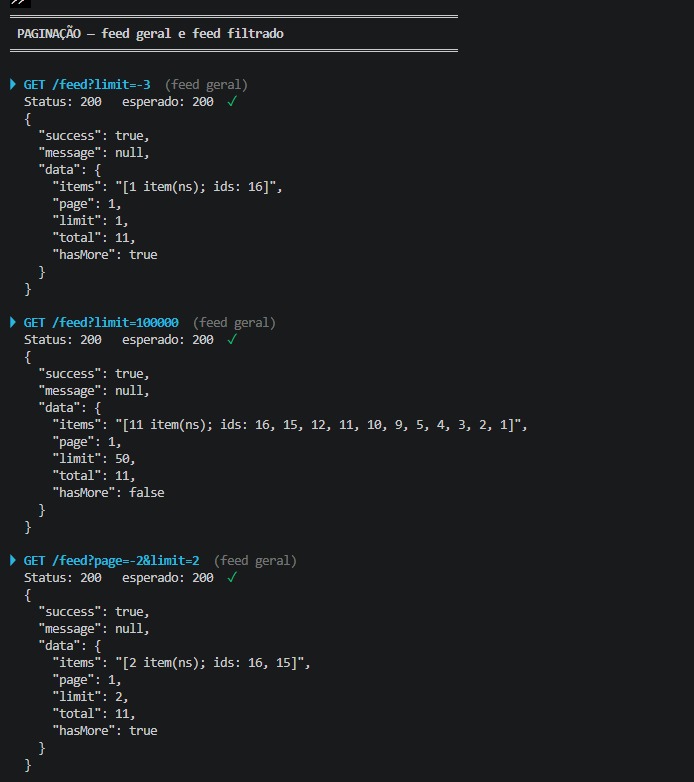 PAGINAÇÃO — feed geral e feed filtrado
GET /feed?limit=-3 (feed geral)
Status: 200 esperado: 200 ✓
{
"success": true,
"message": null,
"data": {
"items": "[1 item(ns); ids: 16]",
"page": 1,
"limit": 1,
"total": 11,
"hasMore": true
}
}
GET /feed?limit=100000 (feed geral)
Status: 200 esperado: 200 ✓
{
"success": true,
"message": null,
"data": {
"items": "[11 item(ns); ids: 16, 15, 12, 11, 10, 9, 5, 4, 3, 2, 1]",
"page": 1,
"limit": 50,
"total": 11,
"hasMore": false
}
}
GET /feed?page=-2&limit=2 (feed geral)
Status: 200 esperado: 200 ✓
{
"success": true,
"message": null,
"data": {
"items": "[2 item(ns); ids: 16, 15]",
"page": 1,
"limit": 2,
"total": 11,
"hasMore": true
}
}